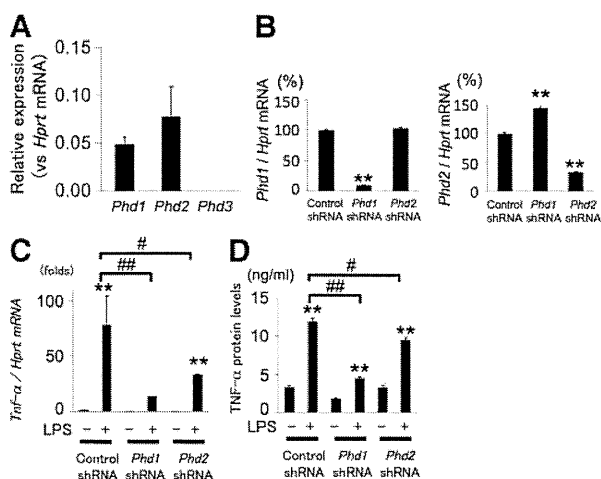 A
Relative expression
(vs Hprt mRNA)
0.15
0.10
0.05
0.00
Phd1 Phd2 Phd3
B
(%)
Phd1 / Hprt mRNA
150
100
50
0
**
Control shRNA
Phd1 shRNA
Phd2 shRNA
(%)
Phd2 / Hprt mRNA
150
100
50
0
**
**
Control shRNA
Phd1 shRNA
Phd2 shRNA
C
(folds)
Tnf-α / Hprt mRNA
100
50
0
#
##
**
**
LPS − + − + − +
Control shRNA
Phd1 shRNA
Phd2 shRNA
D
(ng/ml)
TNF-α protein levels
15
10
5
0
#
##
**
**
**
LPS − + − + − +
Control shRNA
Phd1 shRNA
Phd2 shRNA